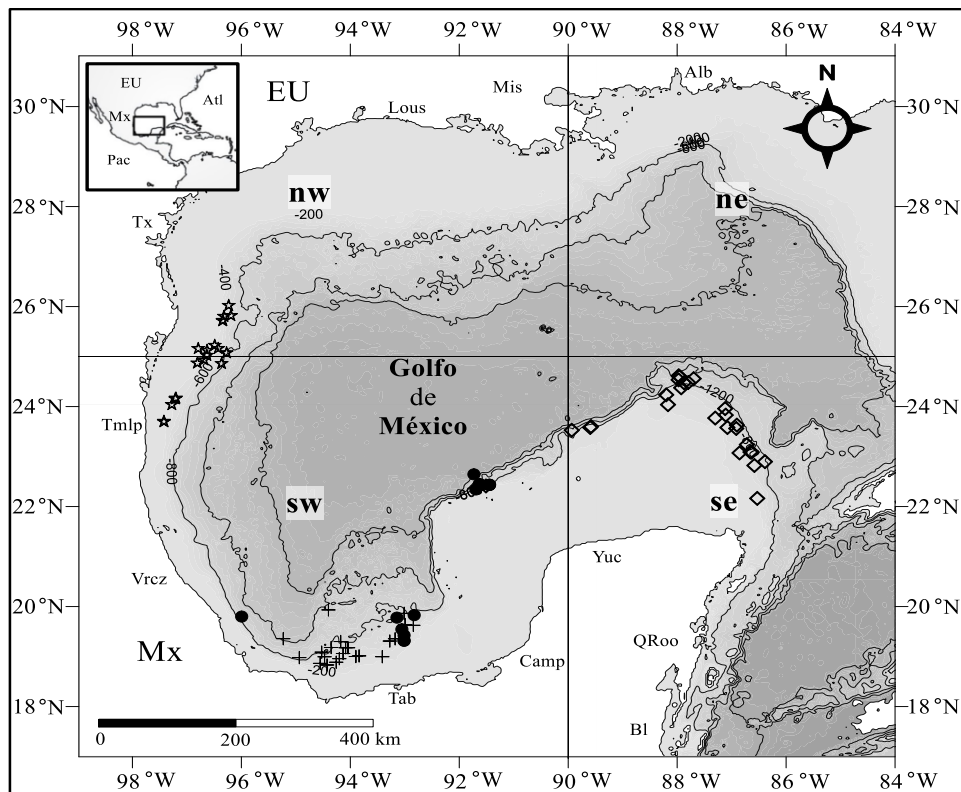 98 °W 96 °W 94 °W 92 °W 90 °W 88 °W 86 °W 84 °W
EU
Atl
Mx
Pac
EU
Lous
Mis
Alb
N
30°N
30°N
nw
-200
ne
28°N
28°N
Tx
-400
26°N
26°N
Golfo
de
México
-1200
24°N
24°N
Tmlp
-800
sw
se
22°N
22°N
Vrcz
Yuc
20°N
20°N
Mx
-200
Camp
QRoo
Tab
18°N
18°N
Bl
0 200 400 km
98 °W 96 °W 94 °W 92 °W 90 °W 88 °W 86 °W 84 °W